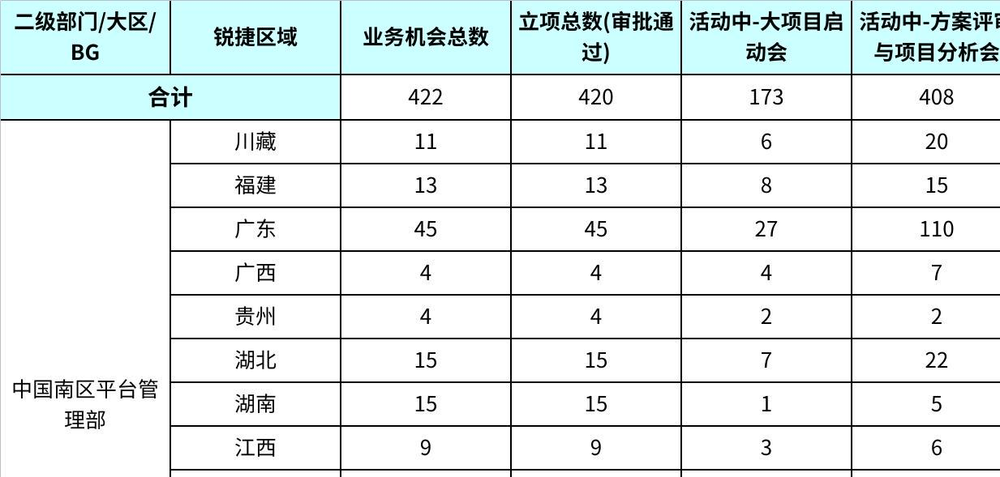 二级部门/大区/BG 锐捷区域 业务机会总数 立项总数(审批通过) 活动中-大项目启动会 活动中-方案评审与项目分析会
合计 422 420 173 408
川藏 11 11 6 20
福建 13 13 8 15
广东 45 45 27 110
广西 4 4 4 7
贵州 4 4 2 2
湖北 15 15 7 22
中国南区平台管理部
湖南 15 15 1 5
江西 9 9 3 6